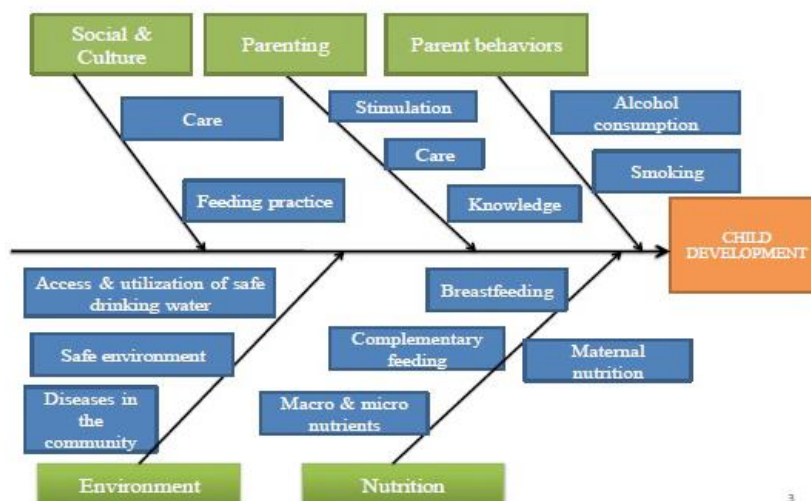 Social &
Culture
Parenting
Parent behaviors
Care
Feeding practice
Stimulation
Care
Knowledge
Alcohol
consumption
Smoking
CHILD
DEVELOPMENT
Access & utilization of safe
drinking water
Safe environment
Diseases in
the
community
Breastfeeding
Complementary
feeding
Maternal
nutrition
Macro & micro
nutrients
Environment
Nutrition
3